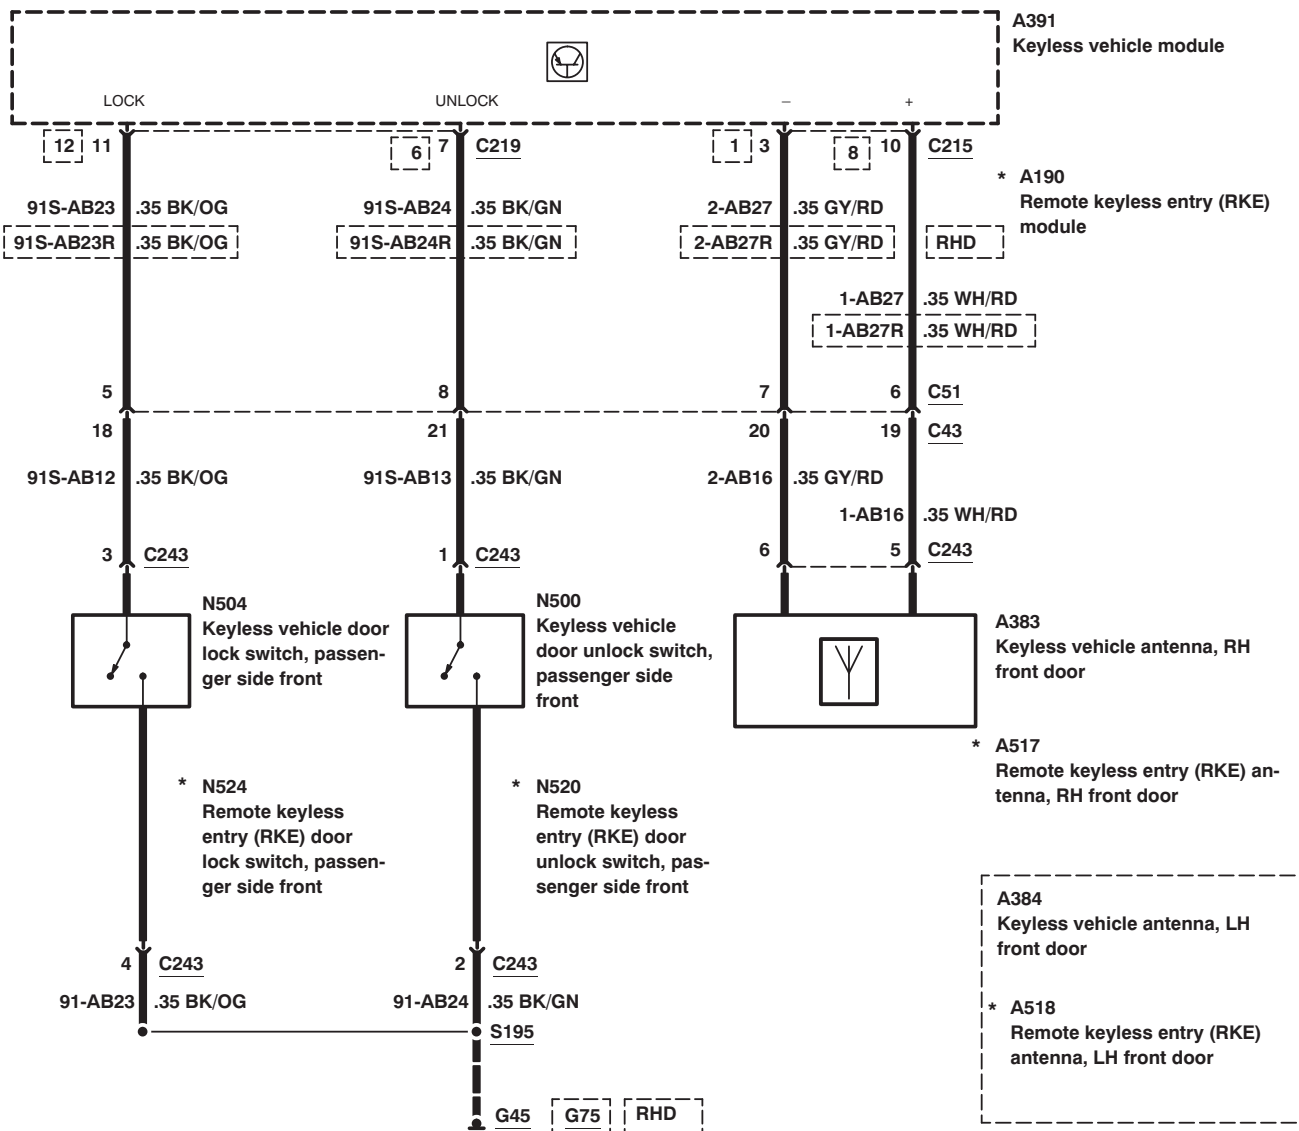 A391
Keyless vehicle module
LOCK
UNLOCK
–
+
12 11
6 7 C219
1 3
8 10 C215
* A190
Remote keyless entry (RKE)
module
91S-AB23 .35 BK/OG
91S-AB24 .35 BK/GN
2-AB27 .35 GY/RD
91S-AB23R .35 BK/OG
91S-AB24R .35 BK/GN
2-AB27R .35 GY/RD
RHD
1-AB27 .35 WH/RD
1-AB27R .35 WH/RD
5
8
7
6 C51
18
21
20
19 C43
91S-AB12 .35 BK/OG
91S-AB13 .35 BK/GN
2-AB16 .35 GY/RD
1-AB16 .35 WH/RD
3 C243
1 C243
6
5 C243
N504
Keyless vehicle door
lock switch, passen-
ger side front
N500
Keyless vehicle
door unlock switch,
passenger side
front
A383
Keyless vehicle antenna, RH
front door
* A517
Remote keyless entry (RKE) an-
tenna, RH front door
* N524
Remote keyless
entry (RKE) door
lock switch, passen-
ger side front
* N520
Remote keyless
entry (RKE) door
unlock switch, pas-
senger side front
A384
Keyless vehicle antenna, LH
front door
* A518
Remote keyless entry (RKE)
antenna, LH front door
4 C243
2 C243
91-AB23 .35 BK/OG
91-AB24 .35 BK/GN
S195
G45 G75 RHD